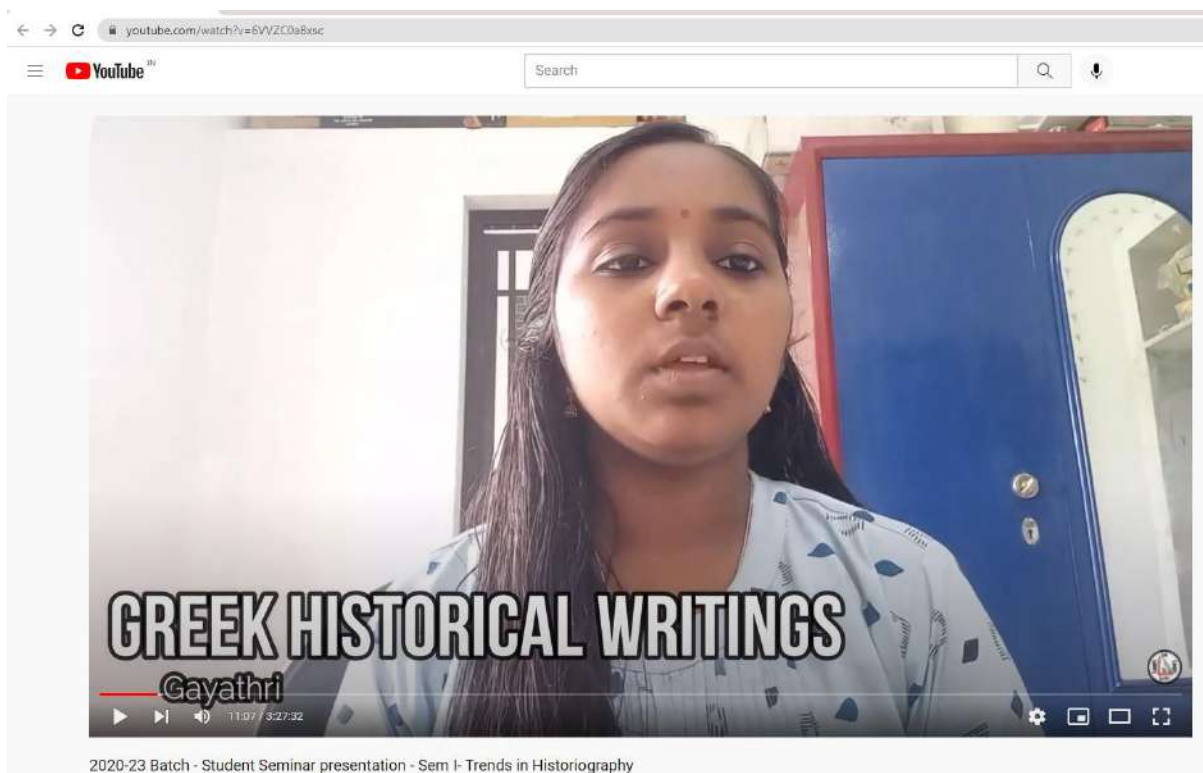 youtube.com/watch?v=6VVZC0a8xsc
YouTube IN
Search
GREEK HISTORICAL WRITINGS
Gayathri
11:07 / 3:27:32
2020-23 Batch - Student Seminar presentation - Sem I- Trends in Historiography